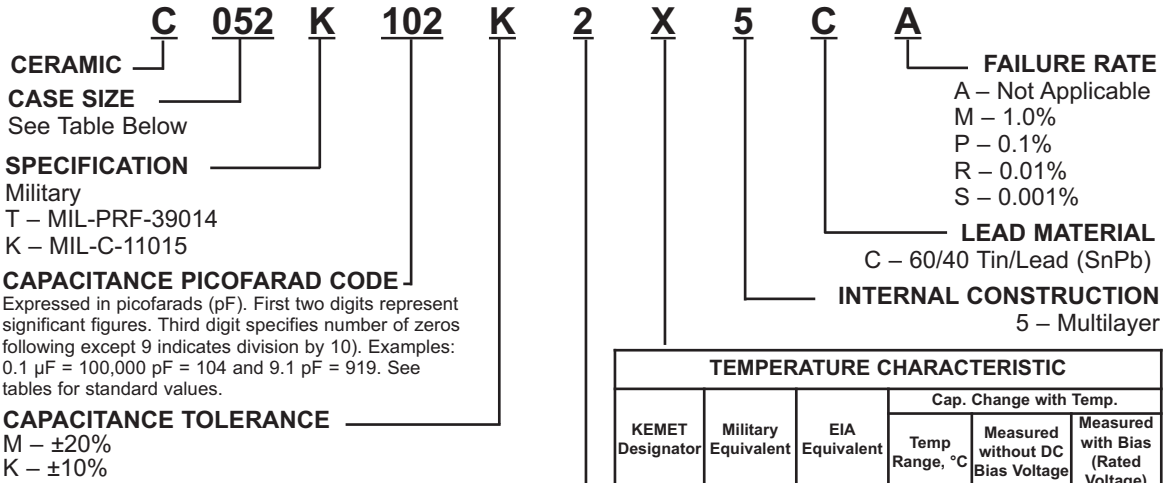 C 052 K 102 K 2 X 5 C A
CERAMIC
CASE SIZE
See Table Below
SPECIFICATION
Military
T – MIL-PRF-39014
K – MIL-C-11015
CAPACITANCE PICOFARAD CODE
Expressed in picofarads (pF). First two digits represent
significant figures. Third digit specifies number of zeros
following except 9 indicates division by 10). Examples:
0.1 µF = 100,000 pF = 104 and 9.1 pF = 919. See
tables for standard values.
CAPACITANCE TOLERANCE
M – ±20%
K – ±10%
FAILURE RATE
A – Not Applicable
M – 1.0%
P – 0.1%
R – 0.01%
S – 0.001%
LEAD MATERIAL
C – 60/40 Tin/Lead (SnPb)
INTERNAL CONSTRUCTION
5 – Multilayer
TEMPERATURE CHARACTERISTIC
Cap. Change with Temp.
KEMET
Designator
Military
Equivalent
EIA
Equivalent
Temp
Range, °C
Measured
without DC
Bias Voltage
Measured
with Bias
(Rated
Voltage)